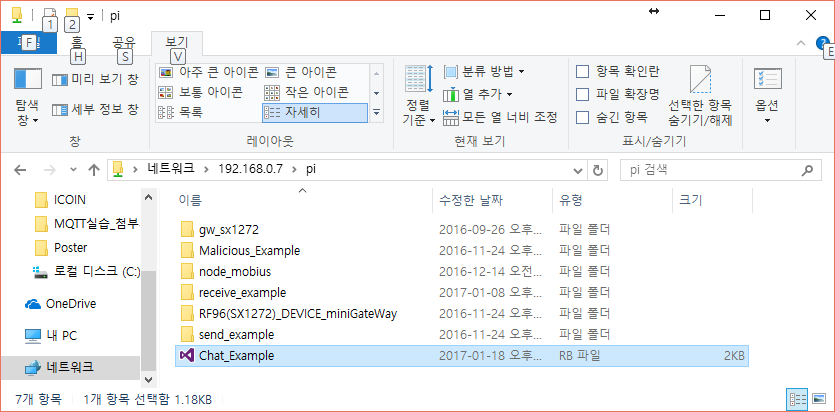 1 2 pi
파일 홈 공유 보기
F H S V E
미리 보기 창
세부 정보 창
탐색 창
창
아주 큰 아이콘 큰 아이콘
보통 아이콘 작은 아이콘
목록 자세히
레이아웃
정렬 기준
분류 방법
열 추가
모든 열 너비 조정
현재 보기
항목 확인란
파일 확장명
숨긴 항목
선택한 항목 숨기기/해제
표시/숨기기
옵션
네트워크 > 192.168.0.7 > pi
pi 검색
ICOIN
MQTT실습_첨부
Poster
로컬 디스크 (C:)
OneDrive
내 PC
네트워크
이름 수정한 날짜 유형 크기
gw_sx1272 2016-09-26 오후... 파일 폴더
Malicious_Example 2016-11-24 오후... 파일 폴더
node_mobius 2016-12-14 오전... 파일 폴더
receive_example 2017-01-08 오후... 파일 폴더
RF96(SX1272)_DEVICE_miniGateWay 2016-11-24 오후... 파일 폴더
send_example 2016-11-24 오후... 파일 폴더
Chat_Example 2017-01-18 오후... RB 파일 2KB
7개 항목 1개 항목 선택함 1.18KB